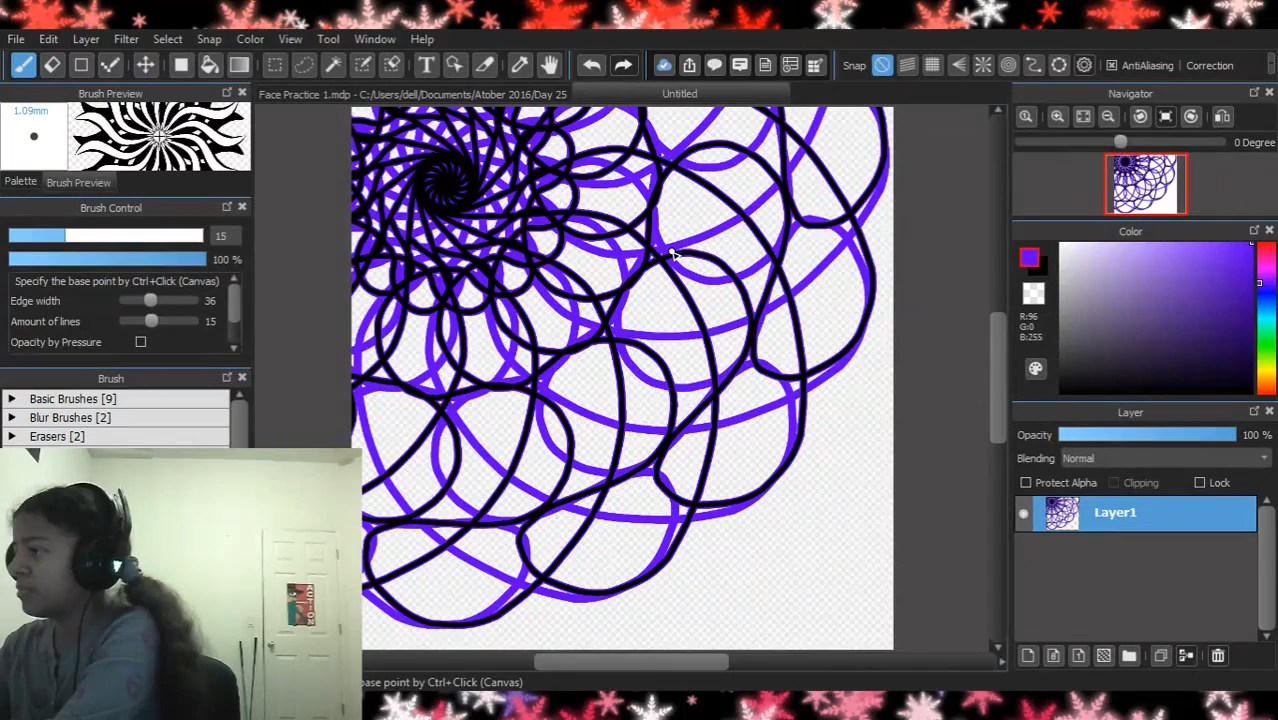 File Edit Layer Filter Select Snap Color View Tool Window Help
T Snap AntiAliasing Correction
Brush Preview Face Practice 1.mdp - C:/Users/dell/Documents/Atober 2016/Day 25 Untitled Navigator
1.09mm
0 Degree
Palette Brush Preview
Brush Control
15
100 %
Specify the base point by Ctrl+Click (Canvas)
Edge width 36
Amount of lines 15
Opacity by Pressure
Brush
Basic Brushes [9]
Blur Brushes [2]
Erasers [2]
Color
R:96
G:0
B:255
Layer
Opacity 100 %
Blending Normal
Protect Alpha Clipping Lock
Layer1
ACTION
base point by Ctrl+Click (Canvas)